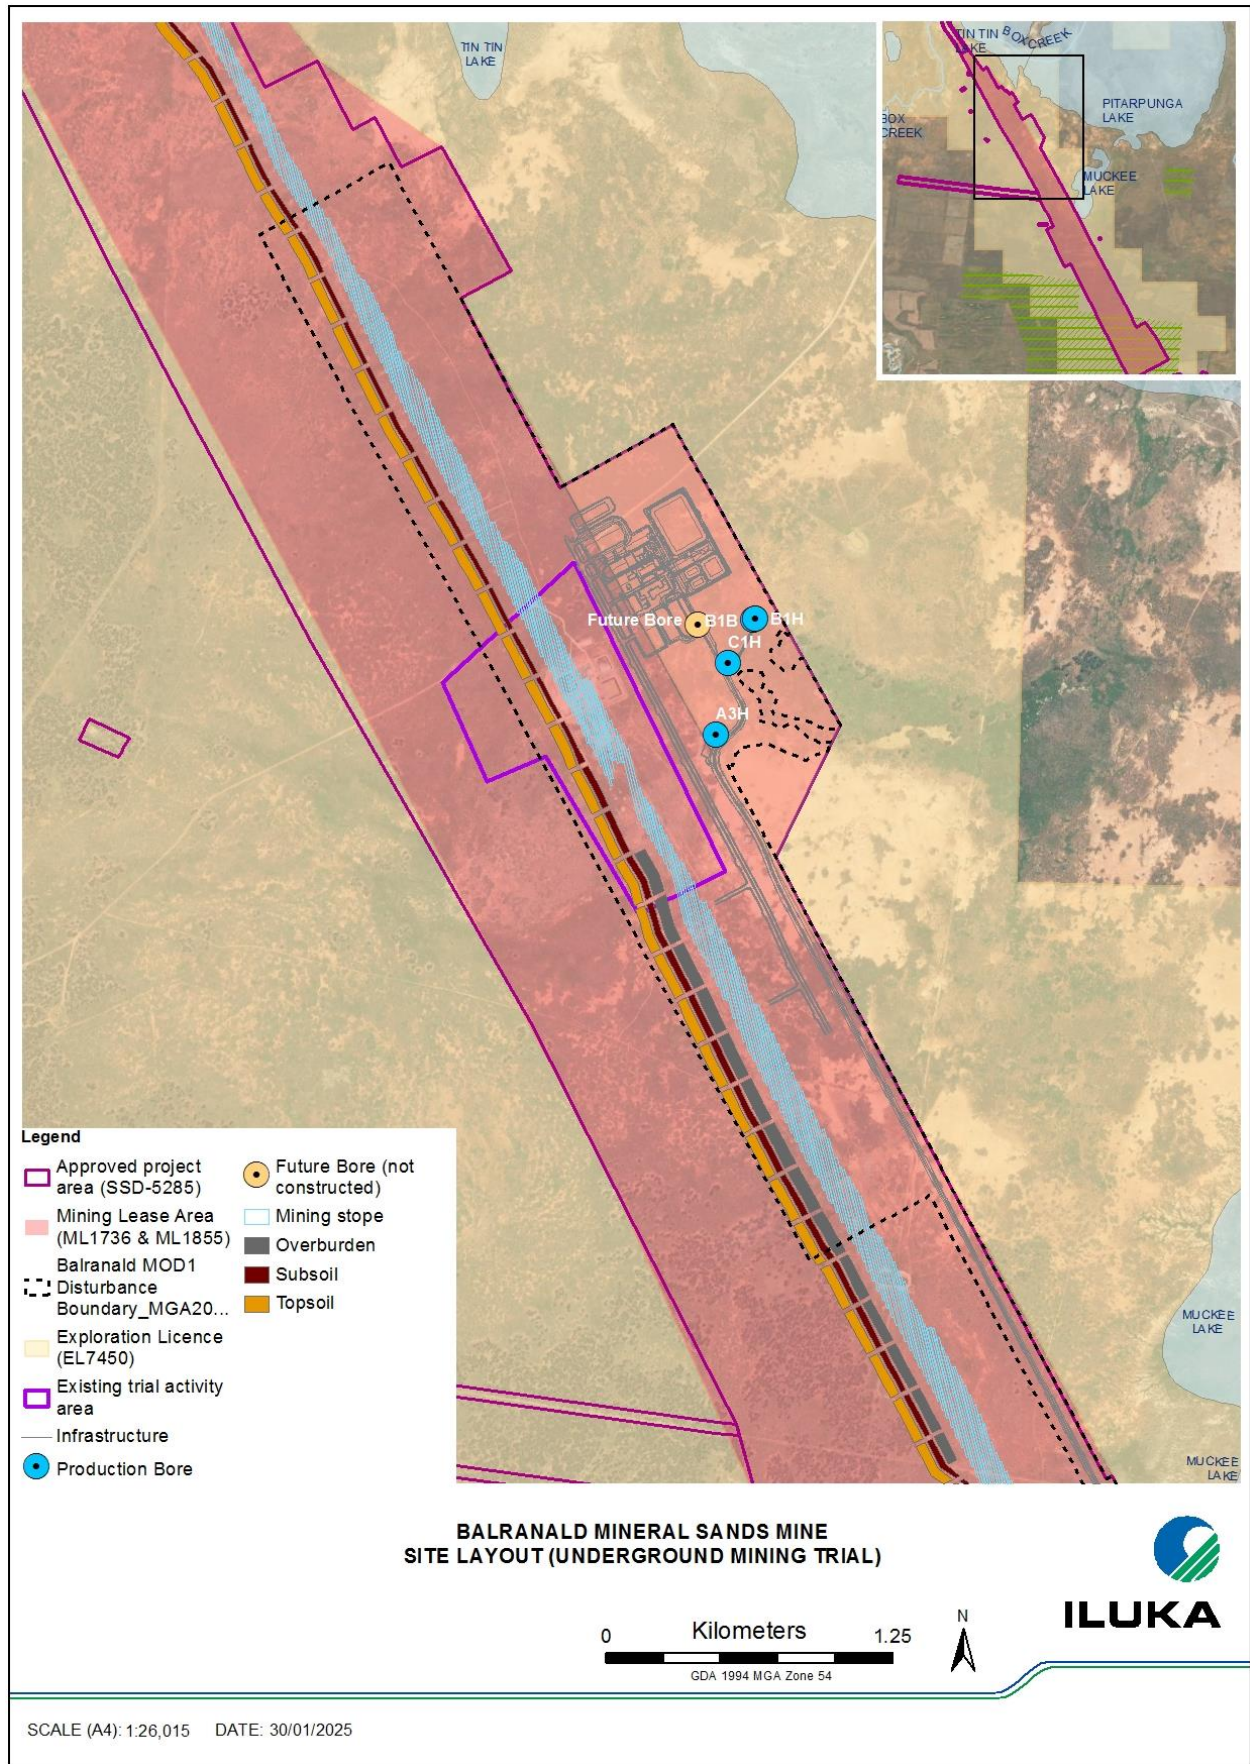 TIN TIN
LAKE
TIN TIN
LAKE
BOX CREEK
PITARPUNGA
LAKE
BOX
CREEK
MUCKEE
LAKE
Future Bore
B1B
B1H
C1H
A3H
MUCKEE
LAKE
MUCKEE
LAKE
Legend
Approved project
area (SSD-5285)
Mining Lease Area
(ML1736 & ML1855)
Balranald MOD1
Disturbance
Boundary_MGA20...
Exploration Licence
(EL7450)
Existing trial activity
area
Infrastructure
Production Bore
Future Bore (not
constructed)
Mining stope
Overburden
Subsoil
Topsoil
BALRANALD MINERAL SANDS MINE
SITE LAYOUT (UNDERGROUND MINING TRIAL)
0 Kilometers 1.25
GDA 1994 MGA Zone 54
N
ILUKA
SCALE (A4): 1:26,015 DATE: 30/01/2025